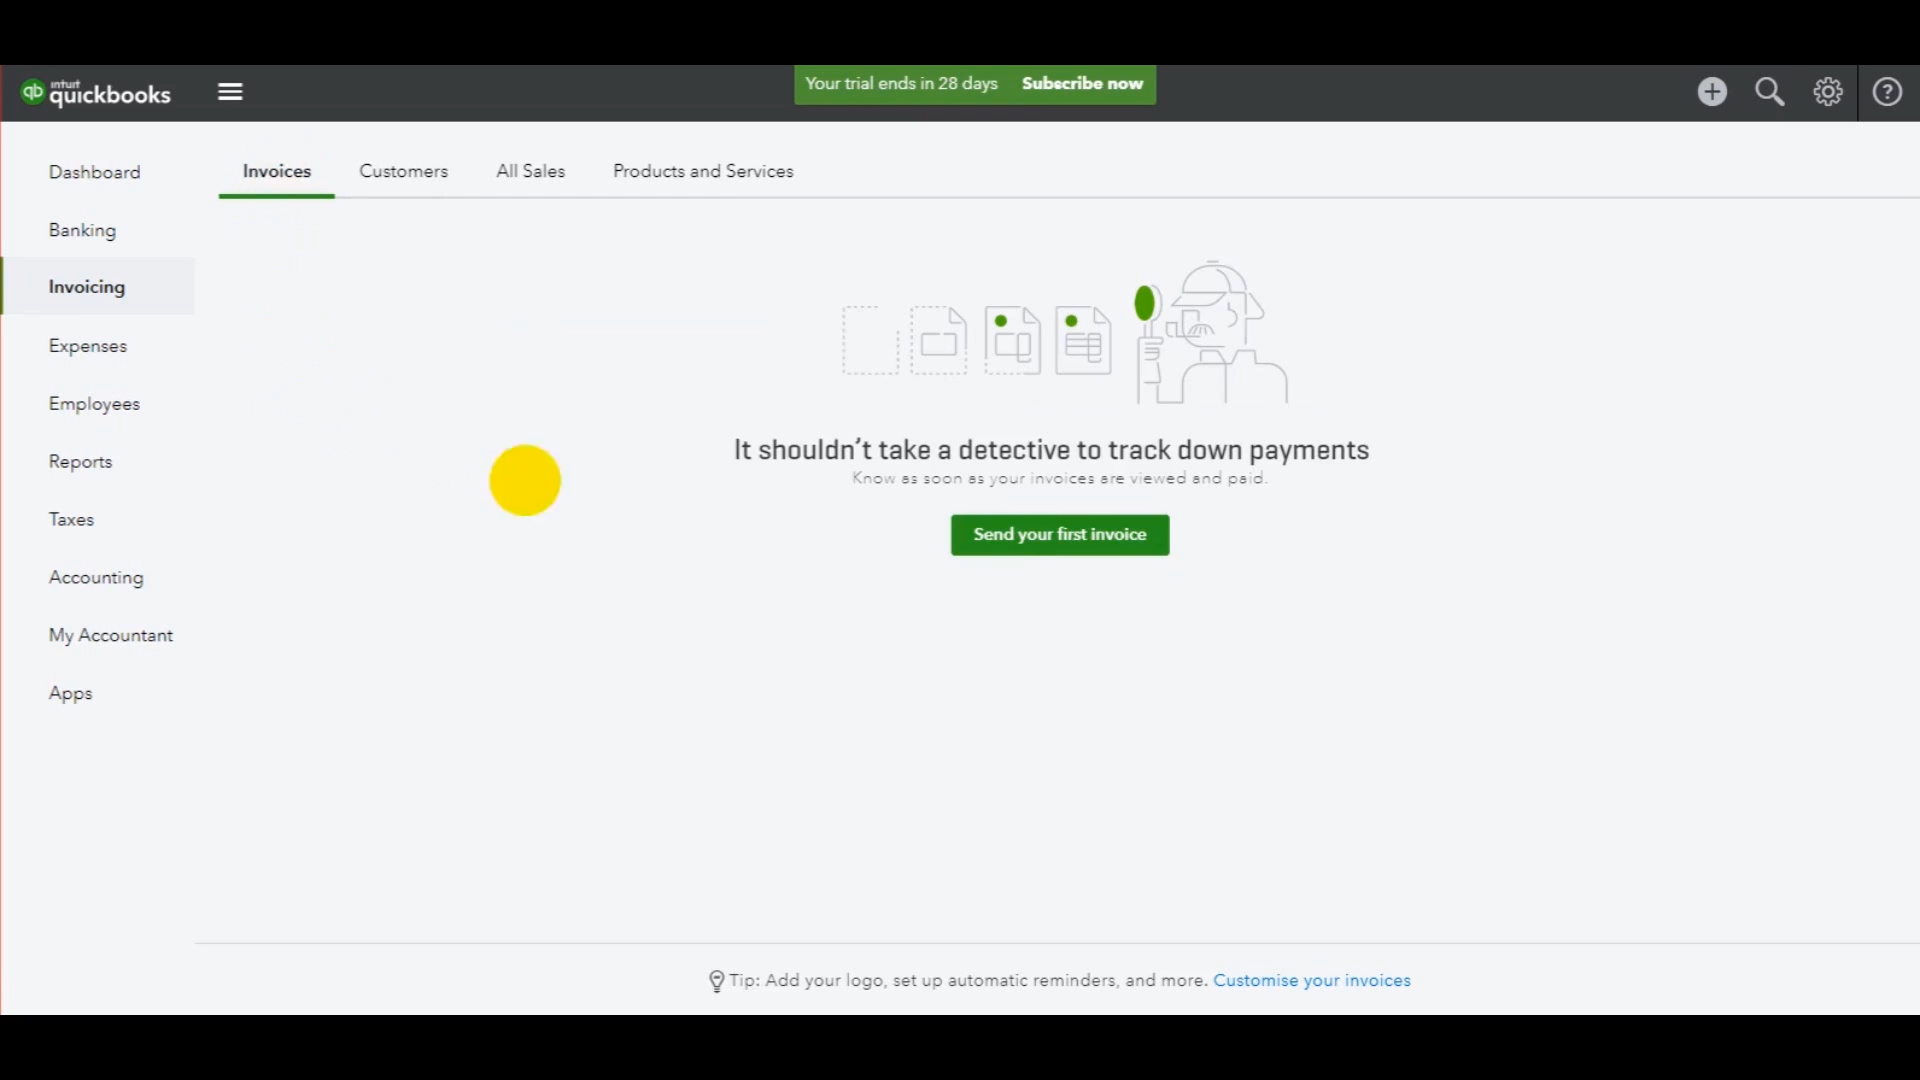 intuit
qb quickbooks
Your trial ends in 28 days Subscribe now
Dashboard
Banking
Invoicing
Expenses
Employees
Reports
Taxes
Accounting
My Accountant
Apps
Invoices Customers All Sales Products and Services
It shouldn't take a detective to track down payments
Know as soon as your invoices are viewed and paid.
Send your first invoice
Tip: Add your logo, set up automatic reminders, and more. Customise your invoices